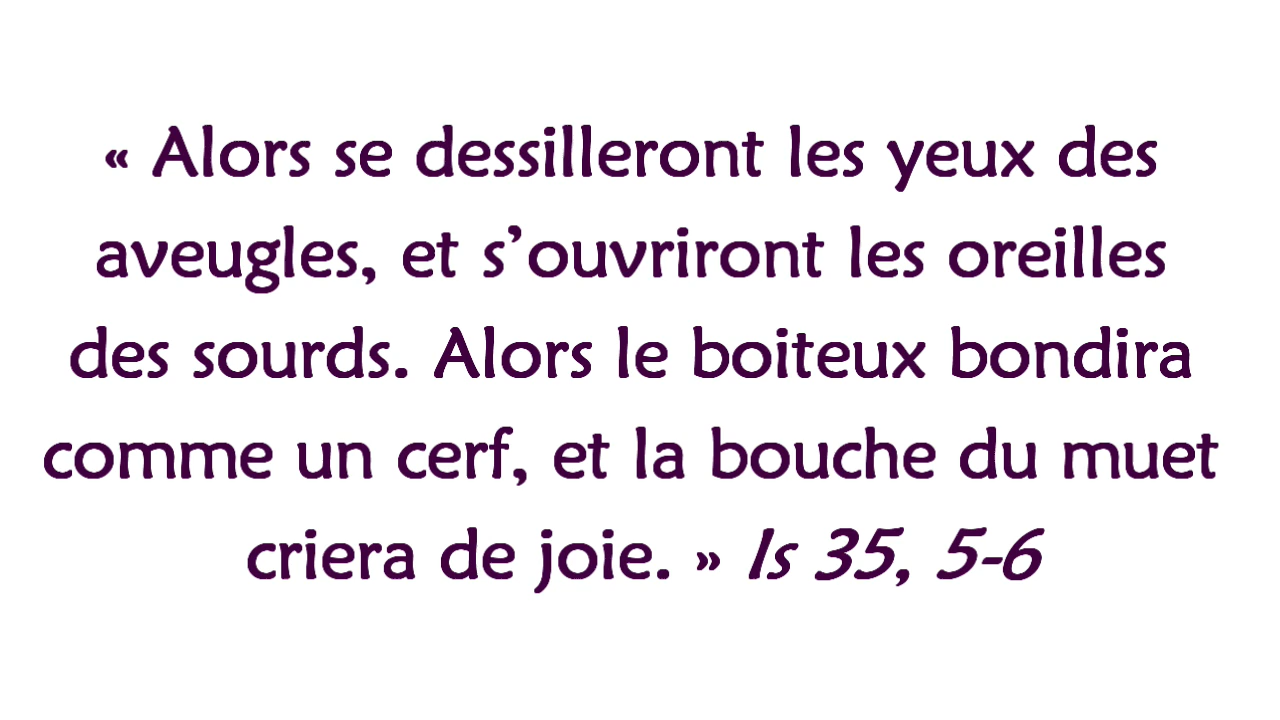 « Alors se dessilleront les yeux des
aveugles, et s’ouvriront les oreilles
des sourds. Alors le boiteux bondira
comme un cerf, et la bouche du muet
criera de joie. » Is 35, 5-6